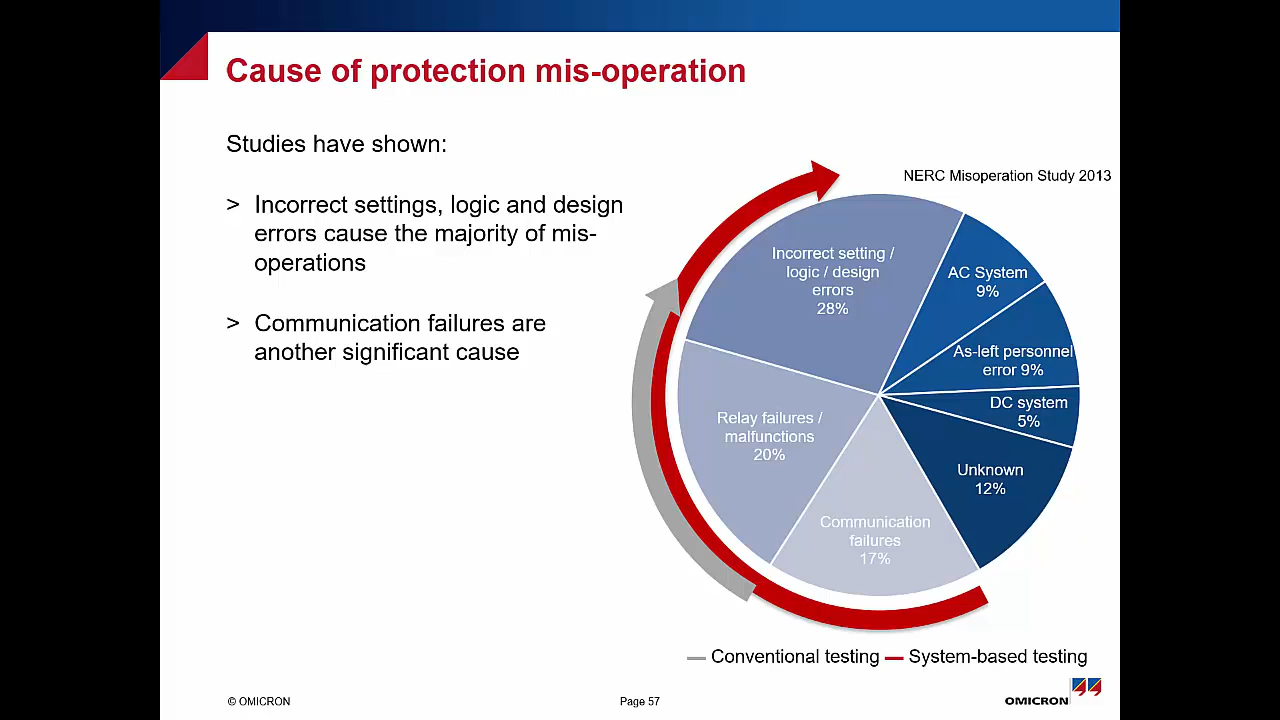 Cause of protection mis-operation
Studies have shown:
> Incorrect settings, logic and design
errors cause the majority of mis-
operations
> Communication failures are
another significant cause
NERC Misoperation Study 2013
Incorrect setting /
logic / design
errors
28%
AC System
9%
As-left personnel
error 9%
DC system
5%
Unknown
12%
Communication
failures
17%
Relay failures /
malfunctions
20%
Conventional testing
System-based testing
© OMICRON
Page 57
OMICRON